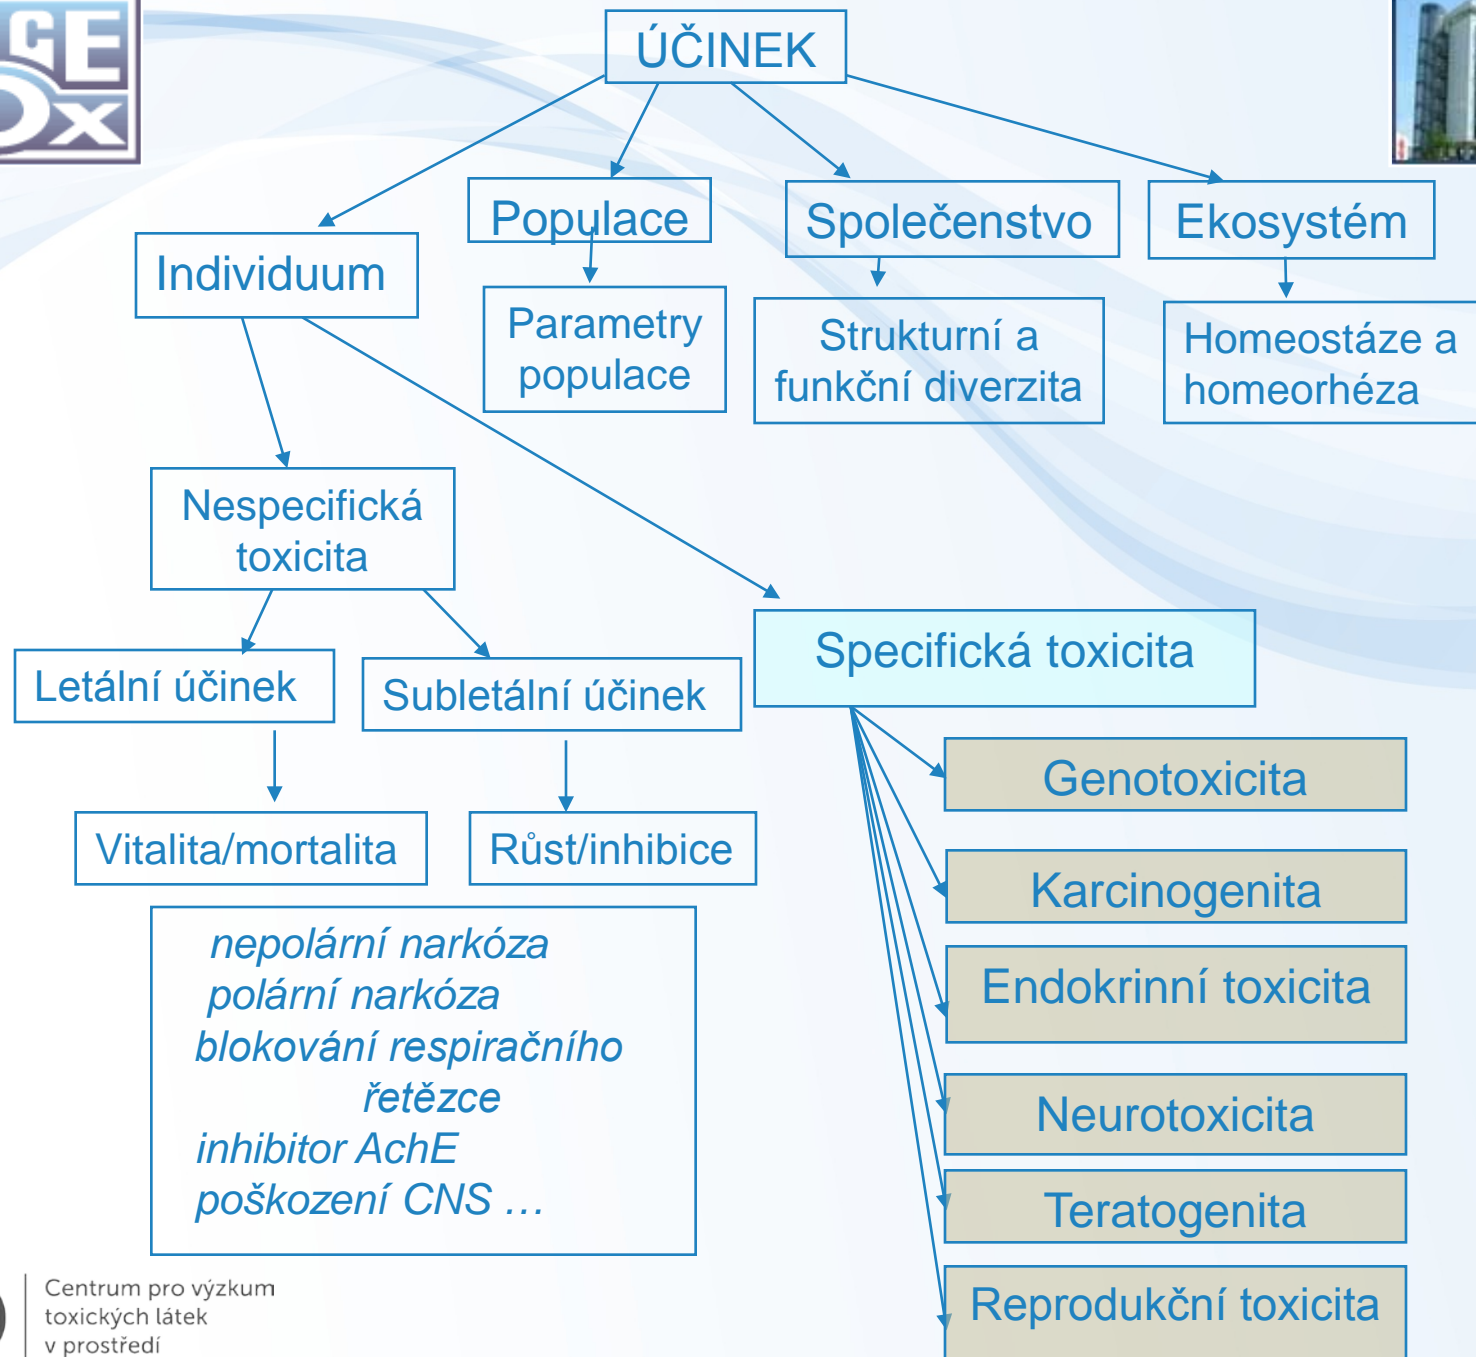 ÚČINEK
Populace
Společenstvo
Ekosystém
Individuum
Parametry
populace
Strukturní a
funkční diverzita
Homeostáze a
homeorhéza
Nespecifická
toxicita
Specifická toxicita
Letální účinek
Subletální účinek
Vitalita/mortalita
Růst/inhibice
nepolární narkóza
polární narkóza
blokování respiračního
řetězce
inhibitor AchE
poškození CNS …
Genotoxicita
Karcinogenita
Endokrinní toxicita
Neurotoxicita
Teratogenita
Reprodukční toxicita
Centrum pro výzkum
toxických látek
v prostředí